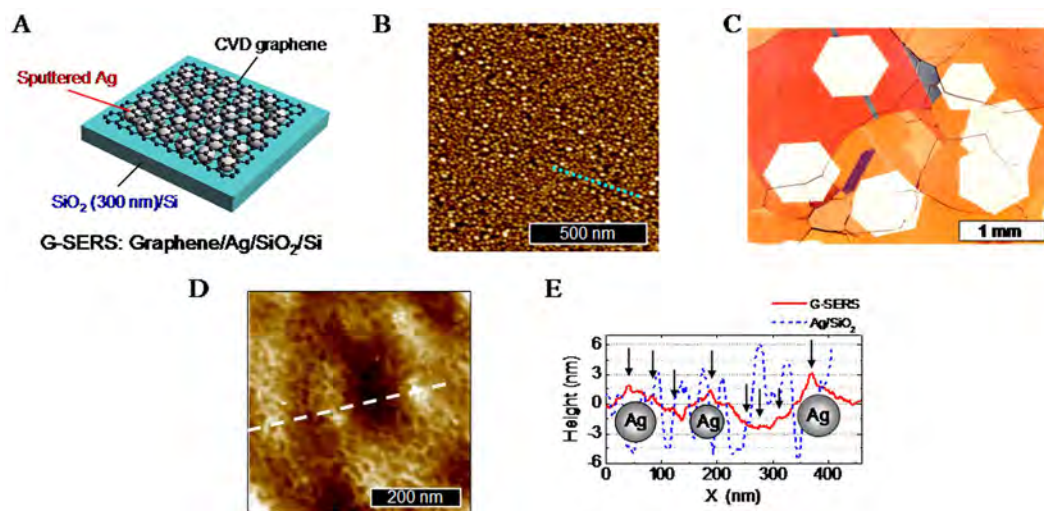 A
CVD graphene
Sputtered Ag
SiO₂ (300 nm)/Si
G-SERS: Graphene/Ag/SiO₂/Si
B
500 nm
C
1 mm
D
200 nm
E
G-SERS
Ag/SiO₂
Height (nm)
6
3
0
-3
-6
Ag
Ag
Ag
0
100
200
300
400
X (nm)